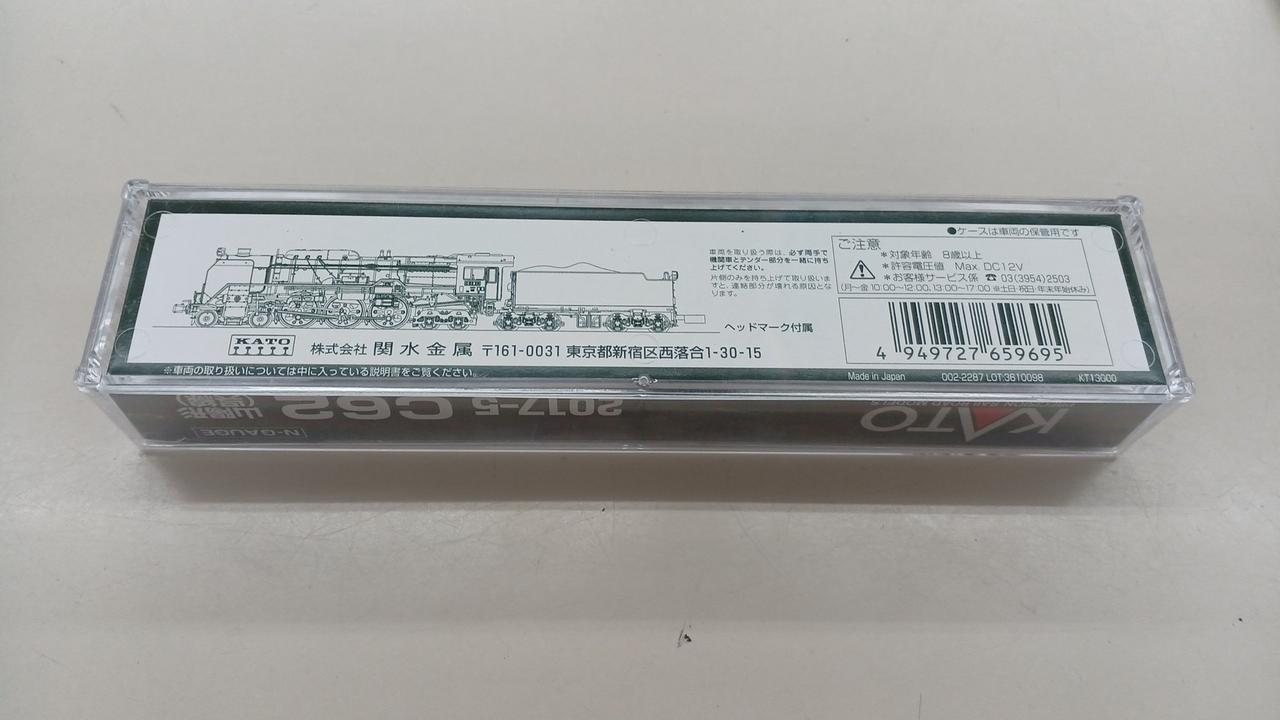 車両を取り扱う際は、必ず両手で
機関車とテンダー部分を一緒に持ち
上げてください。
片側のみを持ち上げて取り扱いま
すと、連結部分が壊れる原因とな
ります。
ヘッドマーク付属
●ケースは車両の保管用です
ご注意
*対象年齢 8歳以上
*許容電圧値 Max. DC12V
*お客様サービス係 ☎ 03(3954)2503
(月〜金 10:00〜12:00, 13:00〜17:00 ※土日・祝日・年末年始休み)
4 949727 659695
KATO
株式会社 関水金属 〒161-0031 東京都新宿区西落合1-30-15
※車両の取り扱いについては中に入っている説明書をご覧ください。
Made in Japan 002-2287 LOT:3610098 KT13G00
KATO
2017-5 C62
山陽形
N-GAUGE